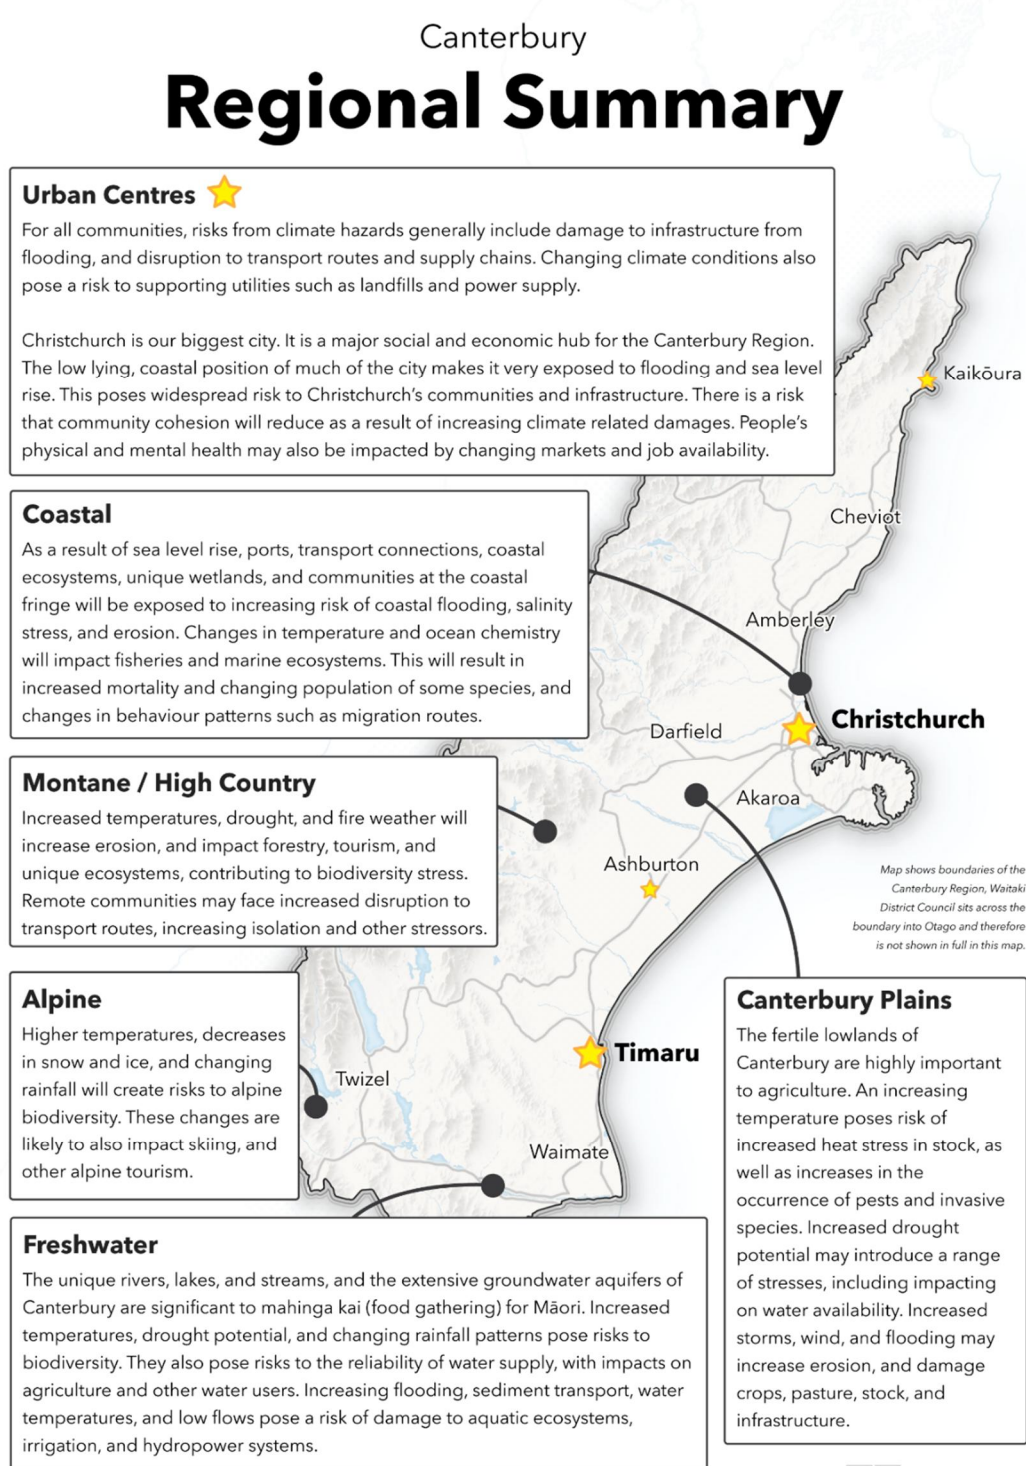 Canterbury
Regional Summary
Urban Centres
For all communities, risks from climate hazards generally include damage to infrastructure from
flooding, and disruption to transport routes and supply chains. Changing climate conditions also
pose a risk to supporting utilities such as landfills and power supply.
Christchurch is our biggest city. It is a major social and economic hub for the Canterbury Region.
The low lying, coastal position of much of the city makes it very exposed to flooding and sea level
rise. This poses widespread risk to Christchurch's communities and infrastructure. There is a risk
that community cohesion will reduce as a result of increasing climate related damages. People's
physical and mental health may also be impacted by changing markets and job availability.
Kaikōura
Coastal
As a result of sea level rise, ports, transport connections, coastal
ecosystems, unique wetlands, and communities at the coastal
fringe will be exposed to increasing risk of coastal flooding, salinity
stress, and erosion. Changes in temperature and ocean chemistry
will impact fisheries and marine ecosystems. This will result in
increased mortality and changing population of some species, and
changes in behaviour patterns such as migration routes.
Cheviot
Amberley
Christchurch
Darfield
Akaroa
Ashburton
Montane / High Country
Increased temperatures, drought, and fire weather will
increase erosion, and impact forestry, tourism, and
unique ecosystems, contributing to biodiversity stress.
Remote communities may face increased disruption to
transport routes, increasing isolation and other stressors.
Map shows boundaries of the
Canterbury Region, Waitaki
District Council sits across the
boundary into Otago and therefore
is not shown in full in this map.
Alpine
Higher temperatures, decreases
in snow and ice, and changing
rainfall will create risks to alpine
biodiversity. These changes are
likely to also impact skiing, and
other alpine tourism.
Timaru
Twizel
Waimate
Canterbury Plains
The fertile lowlands of
Canterbury are highly important
to agriculture. An increasing
temperature poses risk of
increased heat stress in stock, as
well as increases in the
occurrence of pests and invasive
species. Increased drought
potential may introduce a range
of stresses, including impacting
on water availability. Increased
storms, wind, and flooding may
increase erosion, and damage
crops, pasture, stock, and
infrastructure.
Freshwater
The unique rivers, lakes, and streams, and the extensive groundwater aquifers of
Canterbury are significant to mahinga kai (food gathering) for Māori. Increased
temperatures, drought potential, and changing rainfall patterns pose risks to
biodiversity. They also pose risks to the reliability of water supply, with impacts on
agriculture and other water users. Increasing flooding, sediment transport, water
temperatures, and low flows pose a risk of damage to aquatic ecosystems,
irrigation, and hydropower systems.